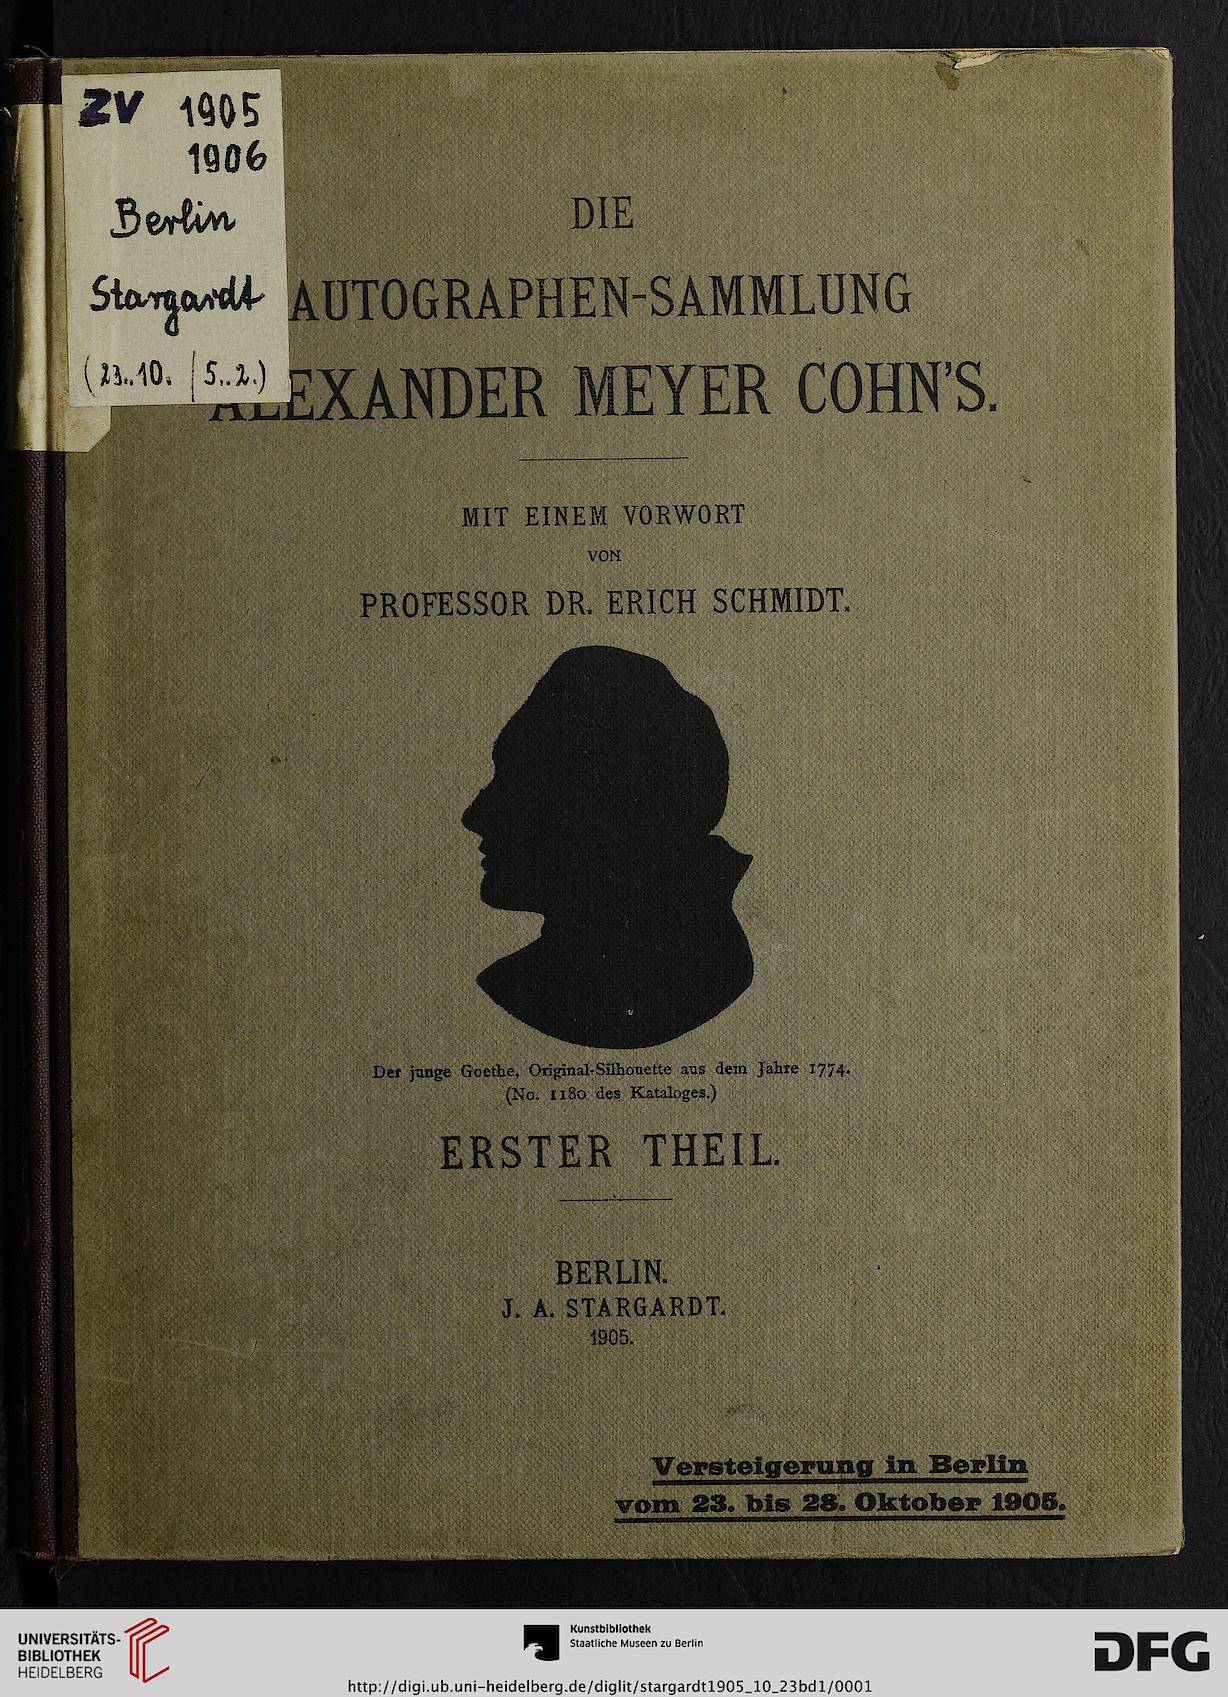 ZV 1905
1906
Berlin
Stargardt
(23..10. / 5..2.)
DIE
AUTOGRAPHEN-SAMMLUNG
ALEXANDER MEYER COHN'S.
MIT EINEM VORWORT
VON
PROFESSOR DR. ERICH SCHMIDT.
Der junge Goethe, Original-Silhouette aus dem Jahre 1774.
(No. 1180 des Kataloges.)
ERSTER THEIL.
BERLIN.
J. A. STARGARDT.
1905.
Versteigerung in Berlin
vom 23. bis 28. Oktober 1905.
UNIVERSITÄTS-
BIBLIOTHEK
HEIDELBERG
Kunstbibliothek
Staatliche Museen zu Berlin
DFG
http://digi.ub.uni-heidelberg.de/diglit/stargardt1905_10_23bd1/0001